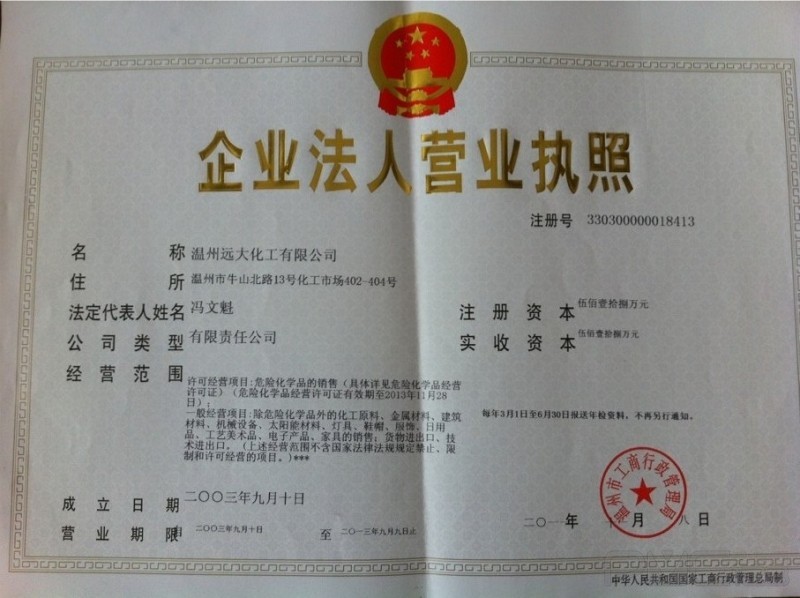 企业法人营业执照
注册号 330300000018413
名称 温州远大化工有限公司
住所 温州市牛山北路13号化工市场402-404号
法定代表人姓名 冯文魁
注册资本 伍佰壹拾捌万元
公司类型 有限责任公司
实收资本 伍佰壹拾捌万元
经营范围
许可经营项目:危险化学品的销售（具体详见危险化学品经营
许可证）（危险化学品经营许可证有效期至2013年11月28
日）;
一般经营项目:除危险化学品外的化工原料、金属材料、建筑
材料、机械设备、太阳能材料、灯具、鞋帽、服饰、日用
品、工艺美术品、电子产品、家具的销售；货物进出口、技
术进出口。（上述经营范围不含国家法律法规规定禁止、限
制和许可经营的项目。)***
每年3月1日至6月30日报送年检资料，不再另行通知。
成立日期 二〇〇三年九月十日
营业期限 自 二〇〇三年九月十日 至 二〇一三年九月九日止
温州市工商行政管理局
二〇一 年 月 八 日
中华人民共和国国家工商行政管理总局制